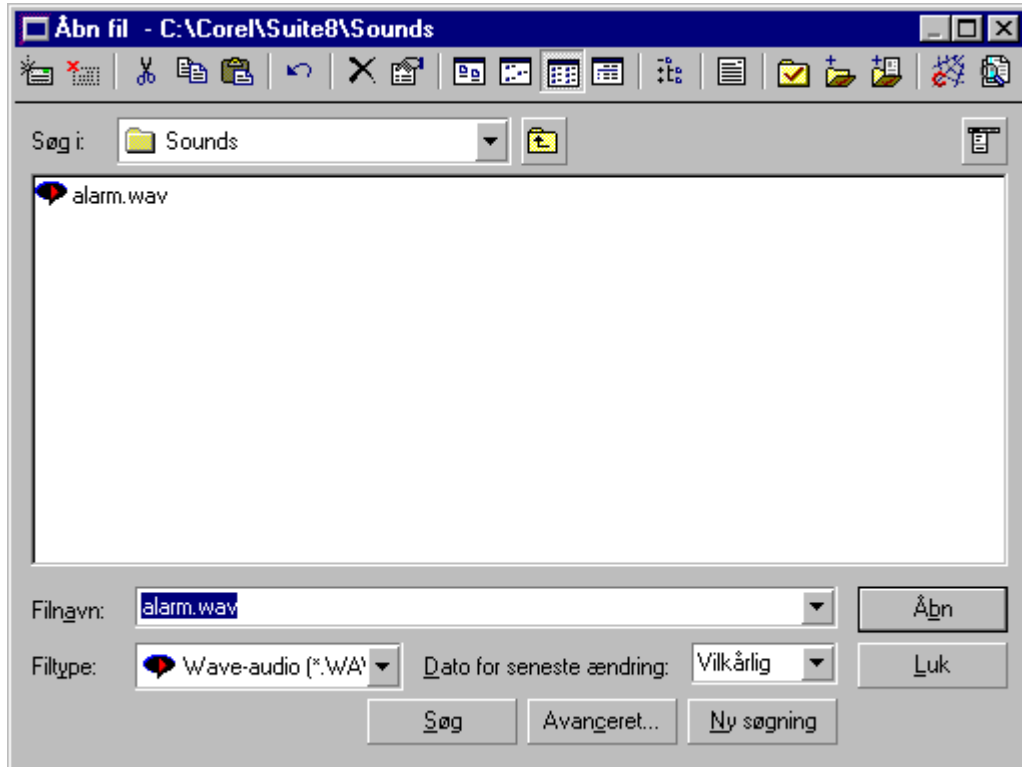 Åbn fil - C:\Corel\Suite8\Sounds
Søg i: Sounds
alarm.wav
Filnavn: alarm.wav Åbn
Filtype: Wave-audio (*.WAV Dato for seneste ændring: Vilkårlig Luk
Søg Avanceret... Ny søgning